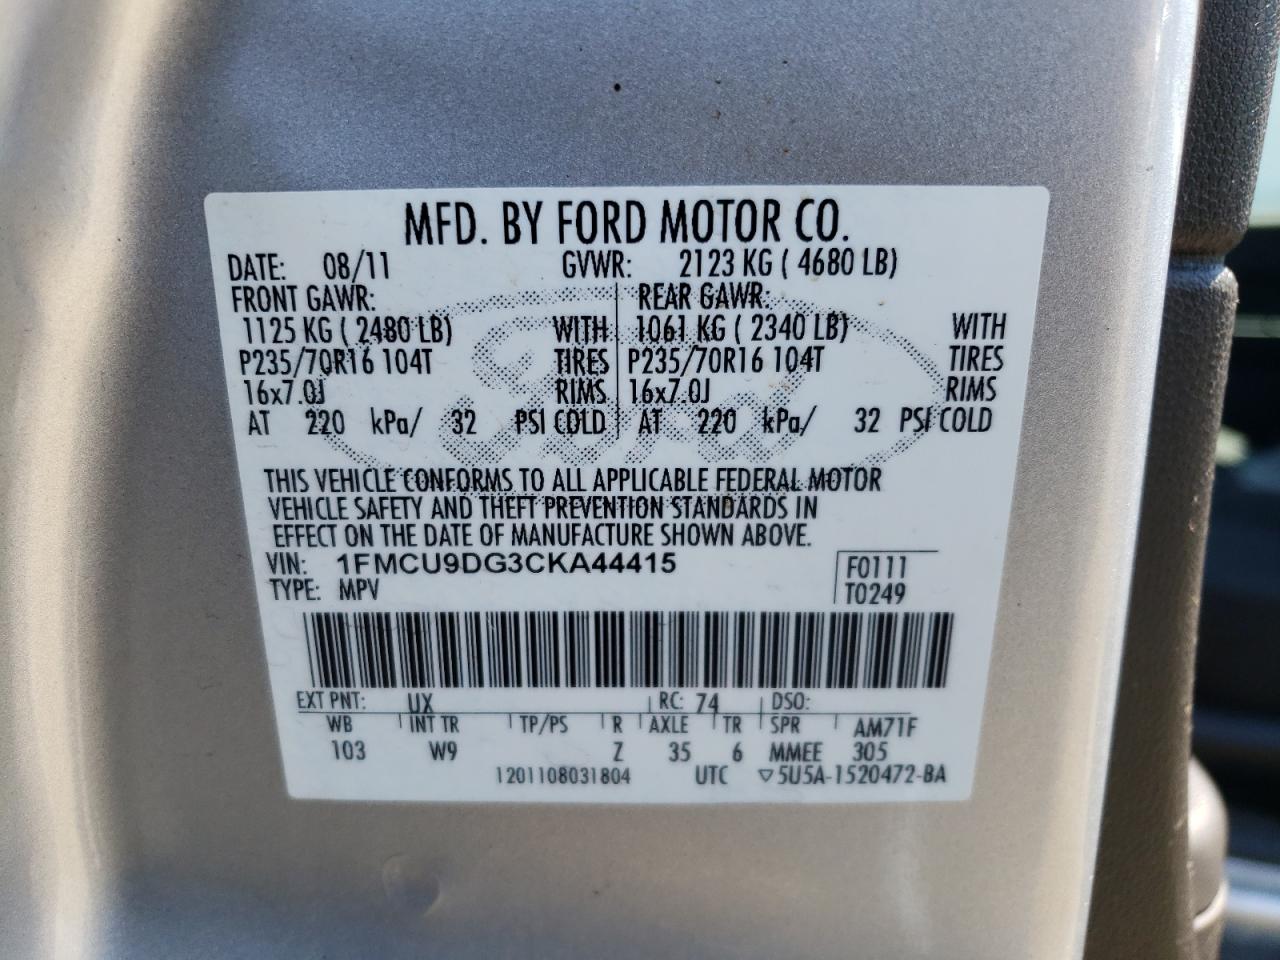 MFD. BY FORD MOTOR CO.
DATE: 08/11 GVWR: 2123 KG ( 4680 LB)
FRONT GAWR: REAR GAWR:
1125 KG ( 2480 LB) WITH 1061 KG ( 2340 LB) WITH
P235/70R16 104T TIRES P235/70R16 104T TIRES
16x7.0J RIMS 16x7.0J RIMS
AT 220 kPa/ 32 PSI COLD AT 220 kPa/ 32 PSI COLD
Ford
THIS VEHICLE CONFORMS TO ALL APPLICABLE FEDERAL MOTOR
VEHICLE SAFETY AND THEFT PREVENTION STANDARDS IN
EFFECT ON THE DATE OF MANUFACTURE SHOWN ABOVE.
VIN: 1FMCU9DG3CKA44415 F0111
TYPE: MPV T0249
EXT PNT: UX RC: 74 DSO:
WB INT TR TP/PS R AXLE TR SPR AM71F
103 W9 Z 35 6 MMEE 305
1201108031804 UTC ▽5U5A-1520472-BA